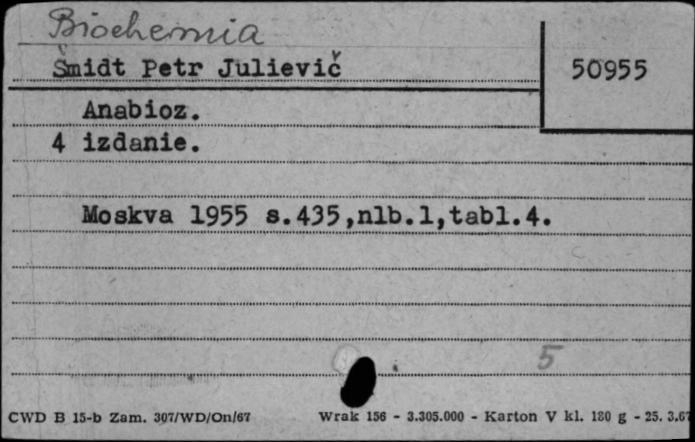 Biochemia
Šmidt Petr Julievič 50955
Anabioz.
4 izdanie.
Moskva 1955 s.435,nlb.1,tabl.4.
5
CWD B 15-b Zam. 307/WD/On/67 Wrak 156 - 3.305.000 - Karton V kl. 180 g - 25. 3.67